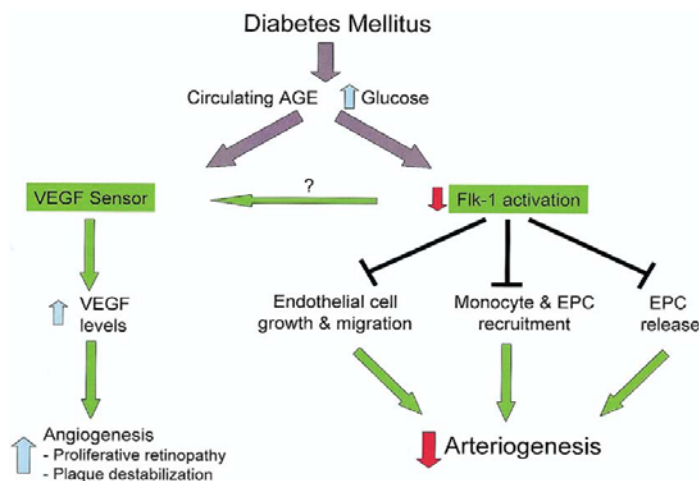 Diabetes Mellitus
Circulating AGE
Glucose
?
VEGF Sensor
Flk-1 activation
VEGF
levels
Endothelial cell
growth & migration
Monocyte & EPC
recruitment
EPC
release
Angiogenesis
- Proliferative retinopathy
- Plaque destabilization
Arteriogenesis